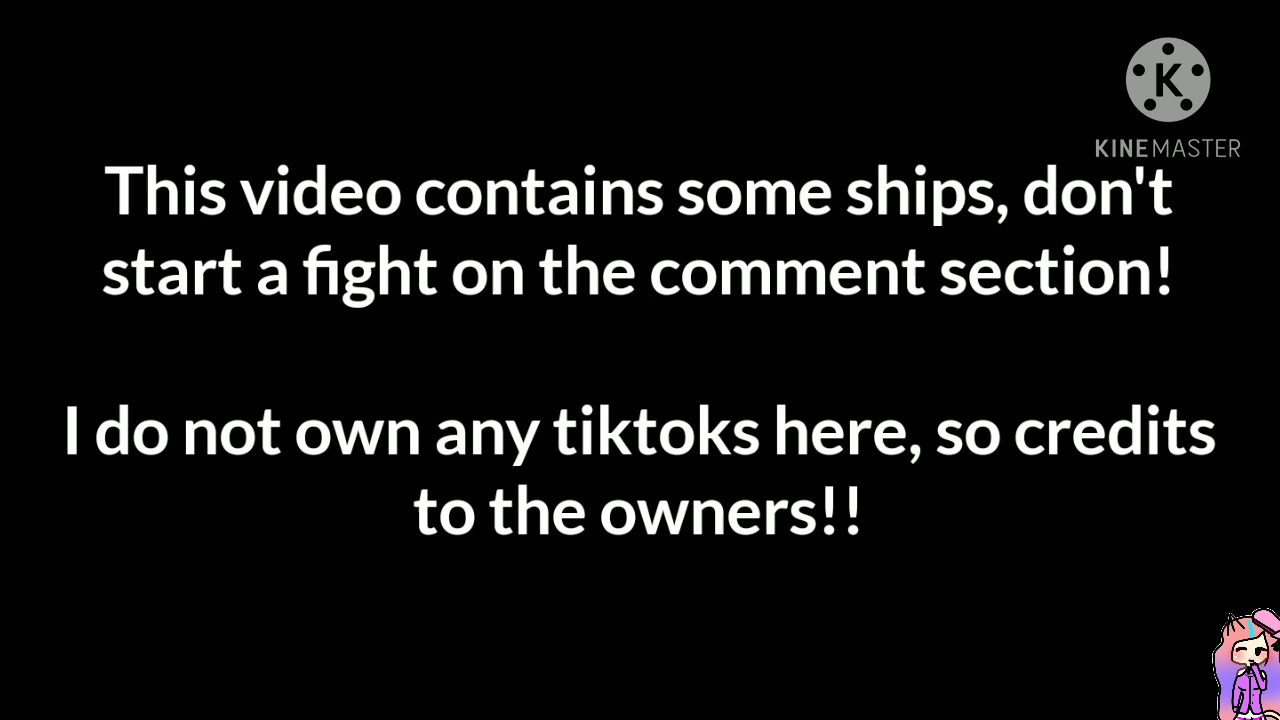 K
KINEMASTER
This video contains some ships, don't
start a fight on the comment section!
I do not own any tiktoks here, so credits
to the owners!!